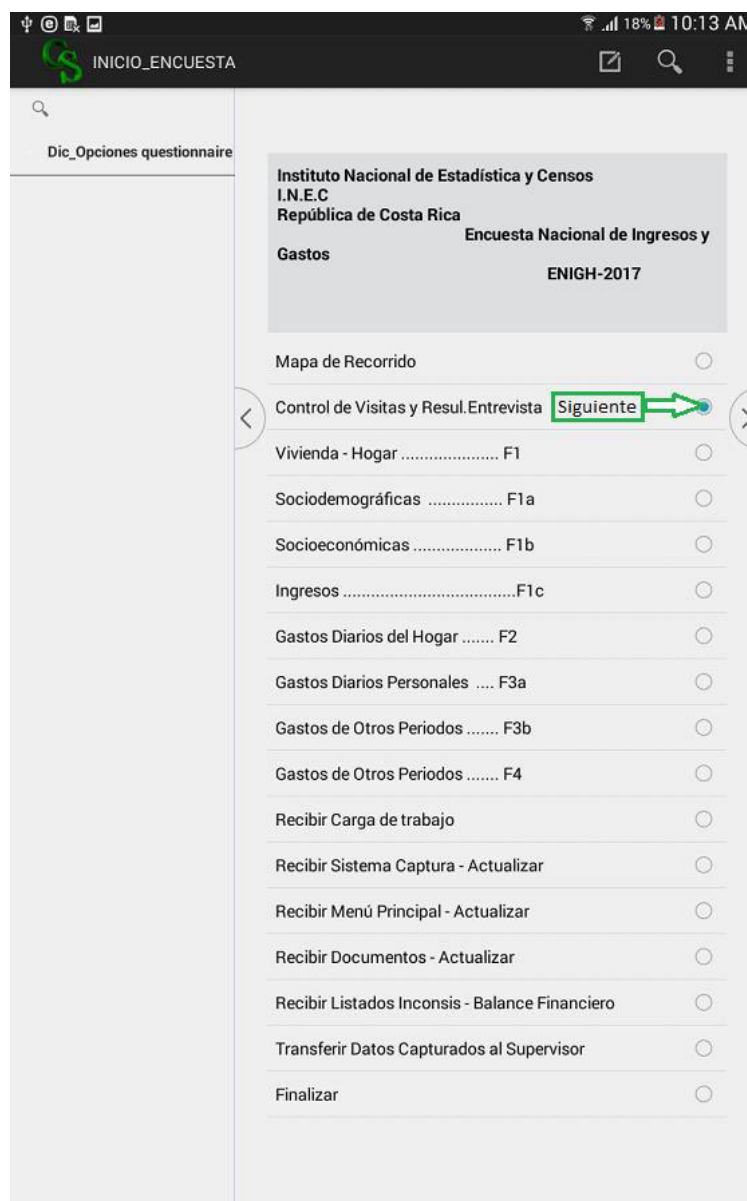 18% 10:13 AM
CS INICIO_ENCUESTA
Dic_Opciones questionnaire
Instituto Nacional de Estadística y Censos
I.N.E.C
República de Costa Rica
Encuesta Nacional de Ingresos y
Gastos
ENIGH-2017
Mapa de Recorrido
Control de Visitas y Resul.Entrevista Siguiente
Vivienda - Hogar ..................... F1
Sociodemográficas ................ F1a
Socioeconómicas ................... F1b
Ingresos .....................................F1c
Gastos Diarios del Hogar ....... F2
Gastos Diarios Personales .... F3a
Gastos de Otros Periodos ....... F3b
Gastos de Otros Periodos ....... F4
Recibir Carga de trabajo
Recibir Sistema Captura - Actualizar
Recibir Menú Principal - Actualizar
Recibir Documentos - Actualizar
Recibir Listados Inconsis - Balance Financiero
Transferir Datos Capturados al Supervisor
Finalizar